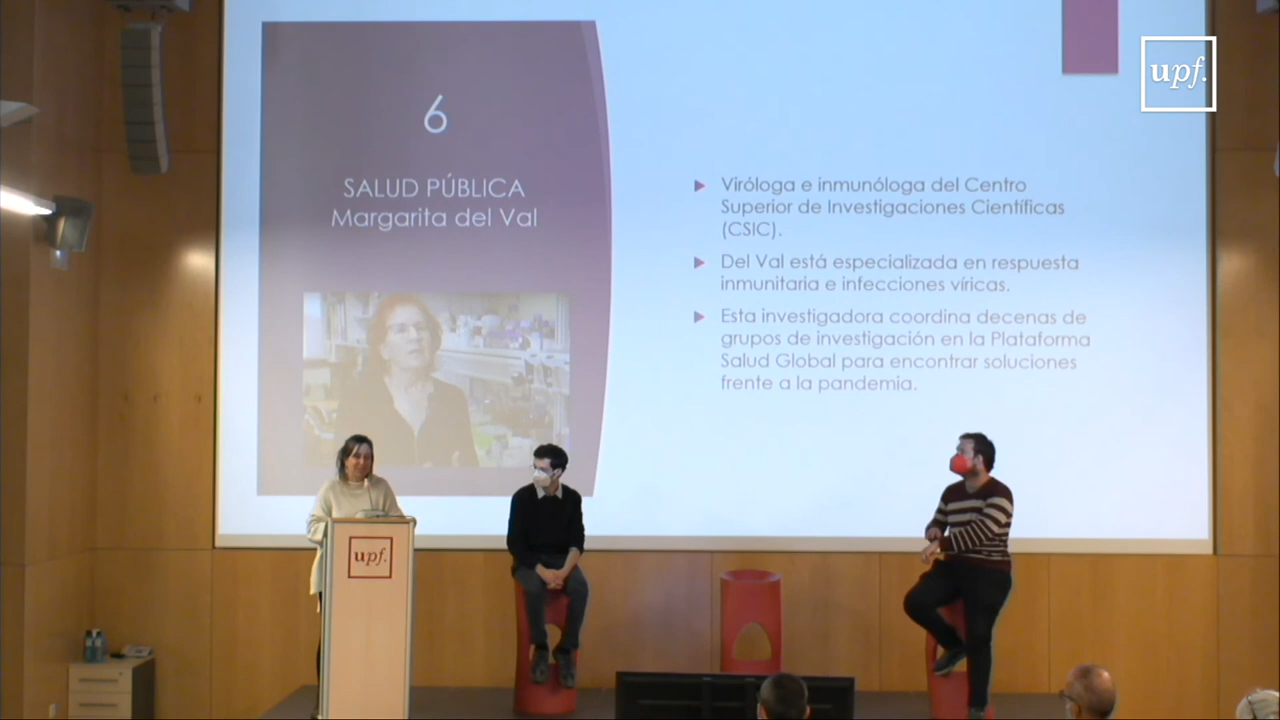 6
SALUD PÚBLICA
Margarita del Val
Viróloga e inmunóloga del Centro
Superior de Investigaciones Científicas
(CSIC).
Del Val está especializada en respuesta
inmunitaria e infecciones víricas.
Esta investigadora coordina decenas de
grupos de investigación en la Plataforma
Salud Global para encontrar soluciones
frente a la pandemia.
upf.
upf.